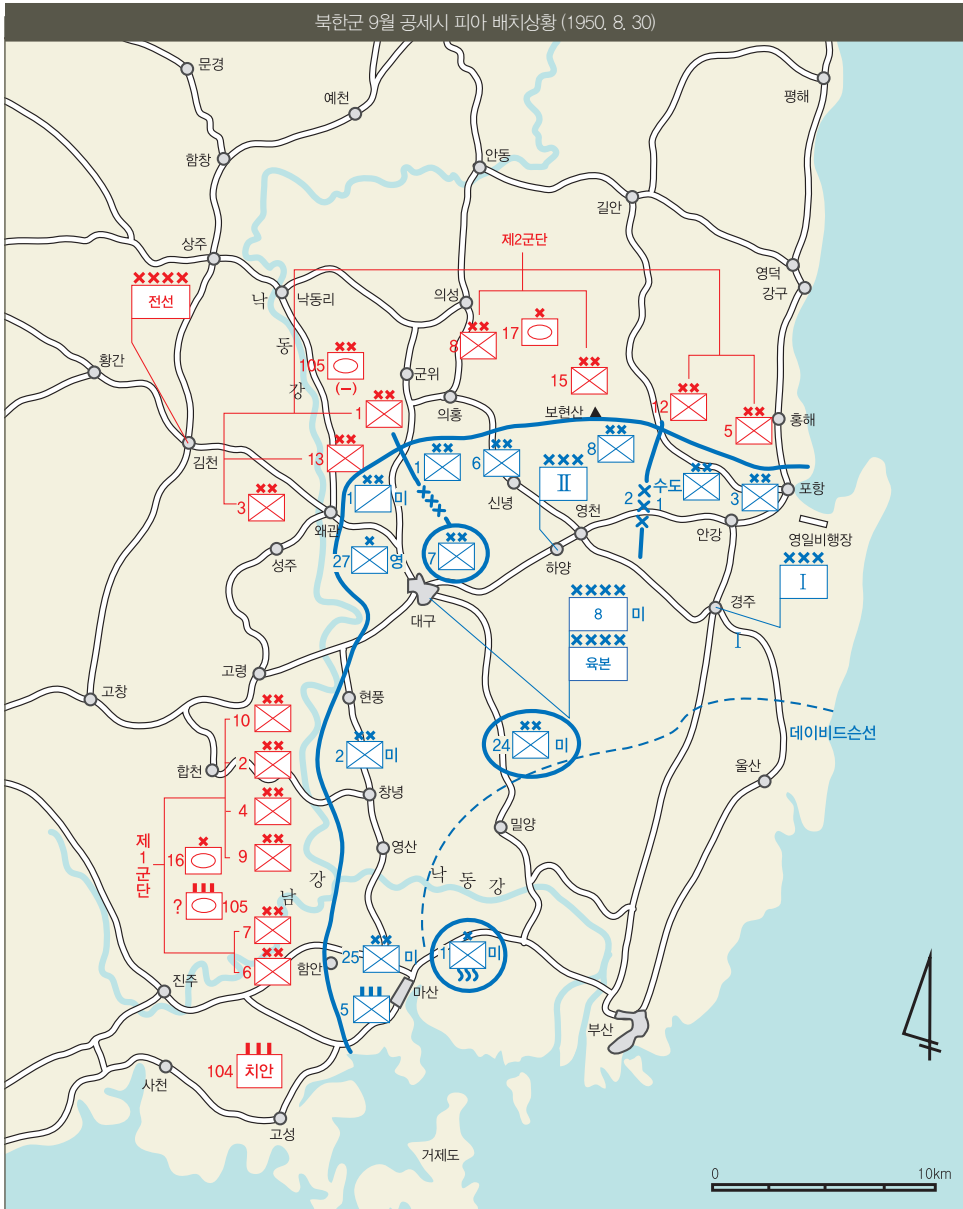 북한군 9월 공세시 피아 배치상황 (1950. 8. 30)
문경
예천
평해
함창
안동
길안
상주
제2군단
영덕
강구
전선
낙동리
의성
낙
동
강
8
17
105
(-)
15
황간
군위
의흥
보현산
1
12
5
홍해
김천
13
1
6
8
3
1 미
신녕
Ⅱ
2
1
수도
3
포항
왜관
영천
안강
영일비행장
27 영
7
성주
하양
Ⅰ
대구
8 미
경주
육본
Ⅰ
고령
고창
현풍
10
24 미
데이비드슨선
2
2 미
합천
울산
창녕
4
밀양
제1군단
영산
16
9
남
강
낙 동 강
?
105
7
25 미
미
6
함안
진주
마산
5
부산
104 치안
사천
고성
거제도
0
10km